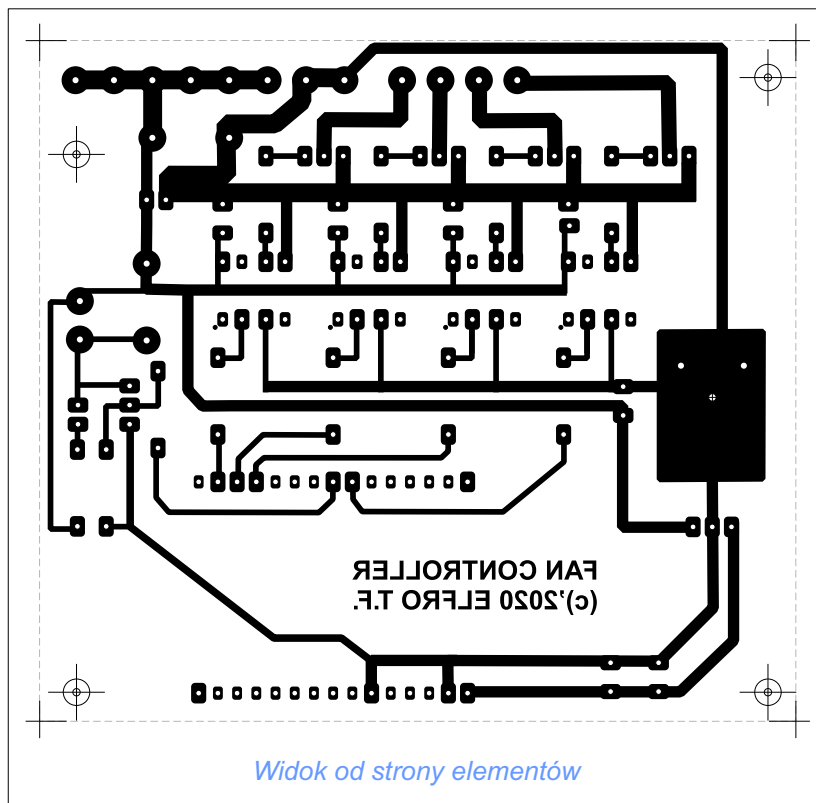 FAN CONTROLLER
(c)'2020 ELFRO T.F.
Widok od strony elementów